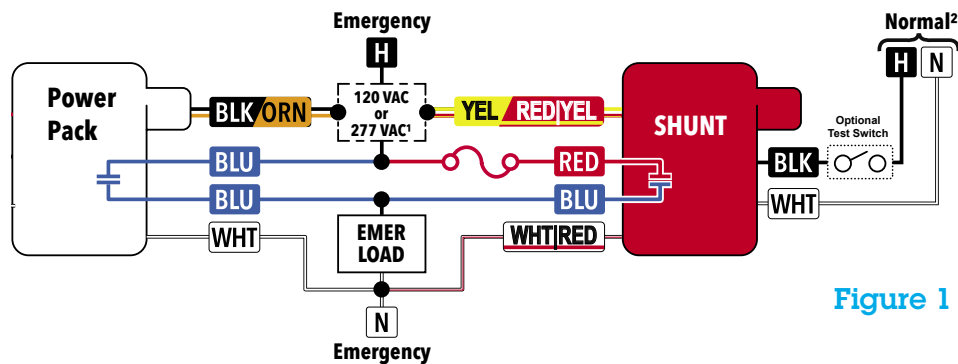 Emergency
H
Normal²
H
N
Power
Pack
BLK/ORN
120 VAC
or
277 VAC¹
YEL/RED|YEL
SHUNT
Optional
Test Switch
BLU
RED
BLK
BLU
BLU
WHT
WHT
EMER
LOAD
WHT|RED
N
Emergency
Figure 1